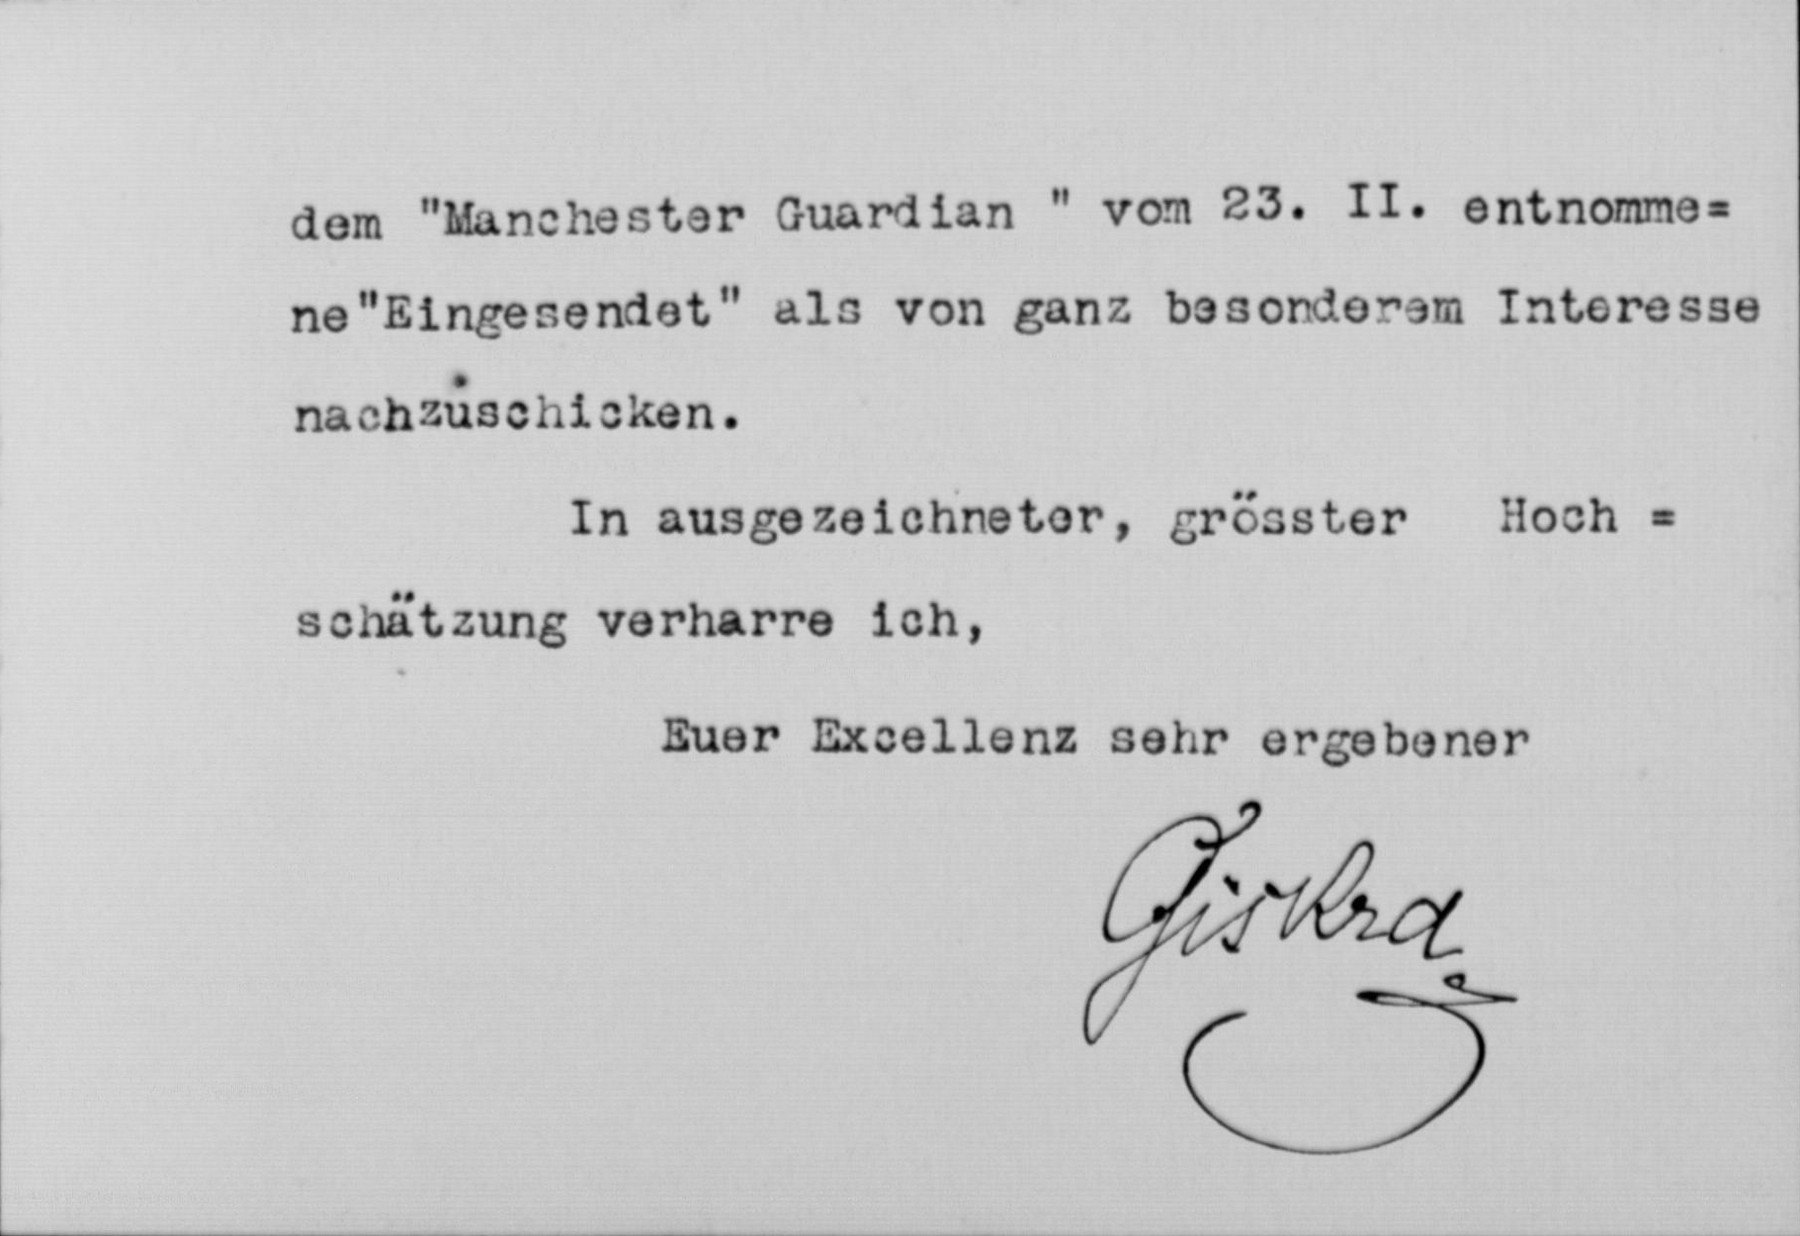 dem "Manchester Guardian " vom 23. II. entnomme=
ne"Eingesendet" als von ganz besonderem Interesse
nachzuschicken.
In ausgezeichneter, grösster Hoch =
schätzung verharre ich,
Euer Excellenz sehr ergebener
Giskra